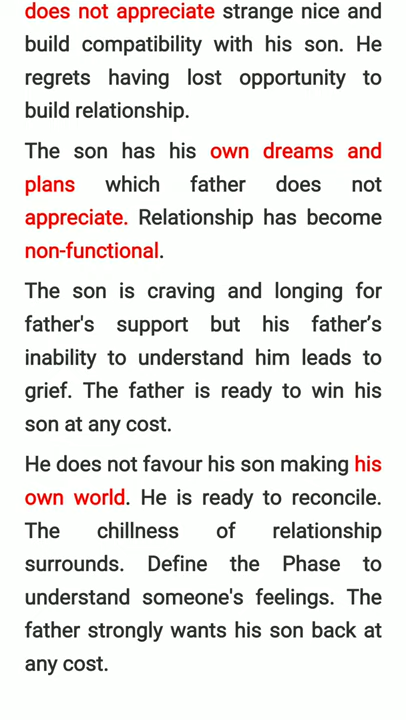 does not appreciate strange nice and
build compatibility with his son. He
regrets having lost opportunity to
build relationship.
The son has his own dreams and
plans which father does not
appreciate. Relationship has become
non-functional.
The son is craving and longing for
father's support but his father’s
inability to understand him leads to
grief. The father is ready to win his
son at any cost.
He does not favour his son making his
own world. He is ready to reconcile.
The chillness of relationship
surrounds. Define the Phase to
understand someone's feelings. The
father strongly wants his son back at
any cost.